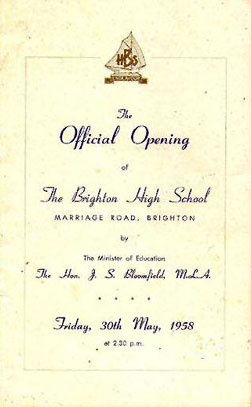 BHS
The
Official Opening
of
The Brighton High School
MARRIAGE ROAD, BRIGHTON
by
The Minister of Education
The Hon. J. S. Bloomfield, M.L.A.
* * * *
Friday, 30th May, 1958
at 2.30 p.m.